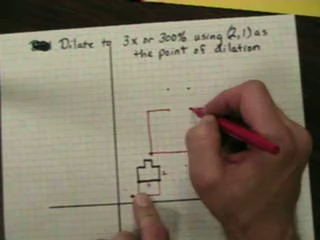 Dilate to 3x or 300% using (2,1) as
the point of dilation